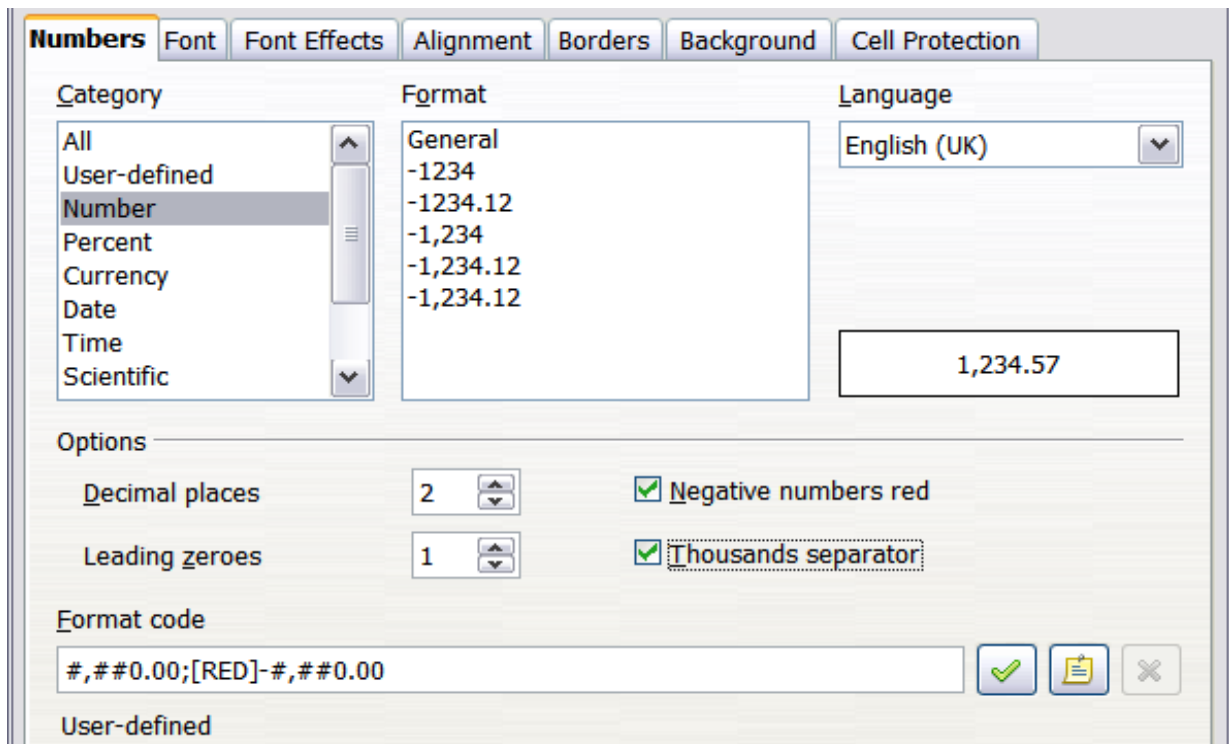 Numbers Font Font Effects Alignment Borders Background Cell Protection
Category Format Language
All
User-defined
Number
Percent
Currency
Date
Time
Scientific
General
-1234
-1234.12
-1,234
-1,234.12
-1,234.12
English (UK)
1,234.57
Options
Decimal places 2 Negative numbers red
Leading zeroes 1 Thousands separator
Format code
#,##0.00;[RED]-#,##0.00
User-defined